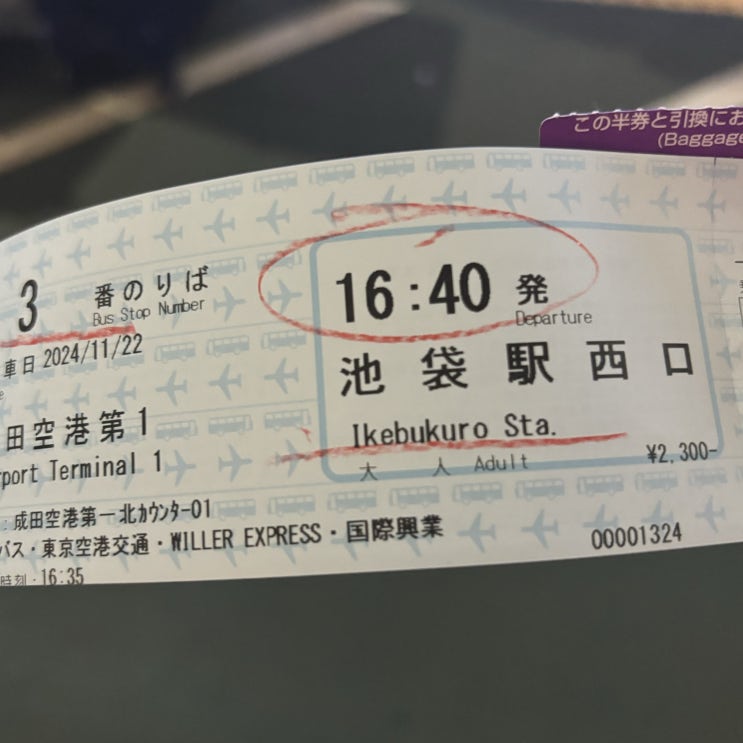 この半券と引換にお
(Baggage
3 番のりば
Bus Stop Number
16:40 発
Departure
車日 2024/11/22
池袋駅西口
田空港第1
Ikebukuro Sta.
port Terminal 1
大 人 Adult ¥2,300-
: 成田空港第一北カウンター01
バス・東京空港交通・WILLER EXPRESS・国際興業
00001324
時刻 : 16:35